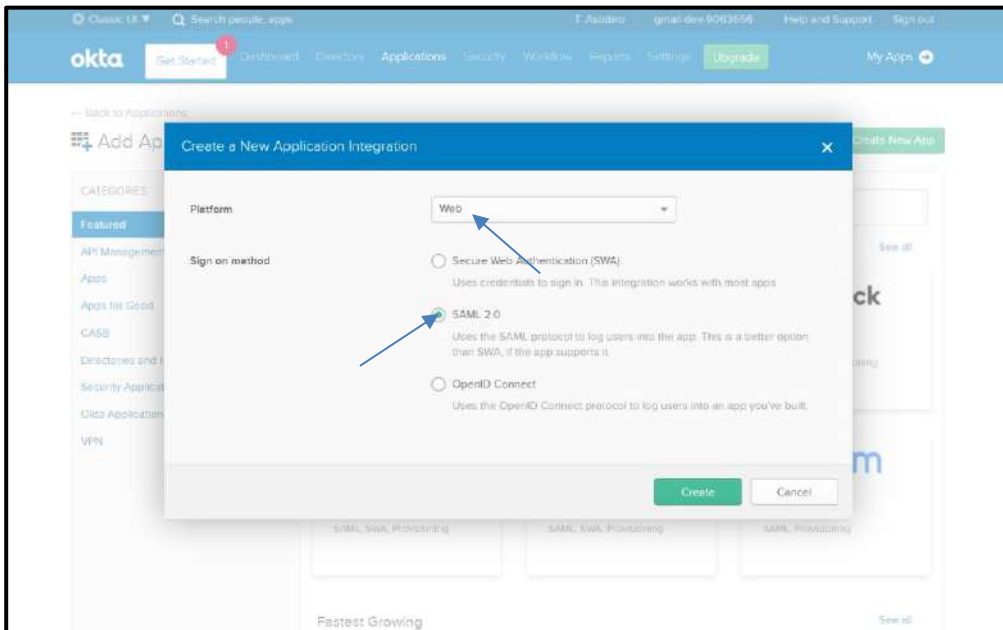 Classic UI
Search people, apps
T. Astebro
gmail-dev-9063656
Help and Support
Sign out
okta
Get Started
1
Dashboard
Directory
Applications
Security
Workflow
Reports
Settings
Upgrade
My Apps
Back to Applications
Add Ap
Create New App
Create a New Application Integration
Platform
Web
Sign on method
Secure Web Authentication (SWA)
Uses credentials to sign in. This integration works with most apps.
SAML 2.0
Uses the SAML protocol to log users into the app. This is a better option
than SWA, if the app supports it.
OpenID Connect
Uses the OpenID Connect protocol to log users into an app you've built.
Create
Cancel
CATEGORIES
Featured
API Management
Apps
Apps for Good
CASB
Directories and
Security Applicat
Okta Application
VPN
See all
ck
m
SAML, SWA, Provisioning
SAML, SWA, Provisioning
SAML, Provisioning
Fastest Growing
See all